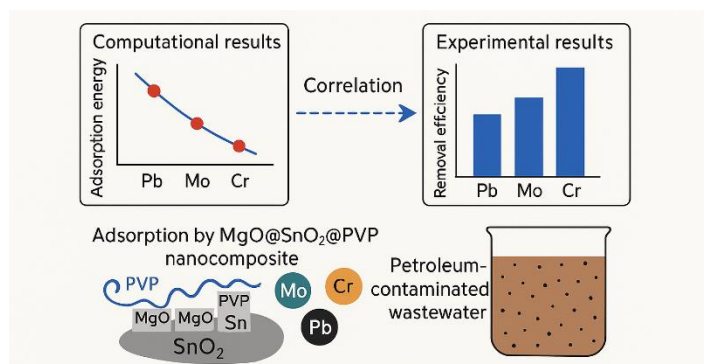 Computational results
Adsorption energy
Pb Mo Cr
Correlation
Experimental results
Removal efficiency
Pb Mo Cr
Adsorption by MgO@SnO₂@PVP
nanocomposite
PVP
MgO MgO
PVP
Sn
SnO₂
Mo
Cr
Pb
Petroleum-
contaminated
wastewater